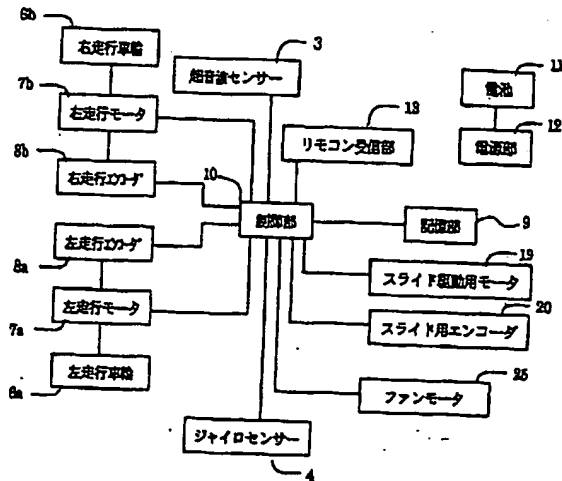 6b
右走行車輪
3
超音波センサー
11
電池
7b
左走行モータ
13
リモコン受信部
12
電源部
8b
右走行ｴﾝｺｰﾀﾞ
10
制御部
記憶部
9
左走行ｴﾝｺｰﾀﾞ
8a
19
スライド駆動用モータ
左走行モータ
7a
20
スライド用エンコーダ
左走行車輪
6a
25
ファンモータ
ジャイロセンサー
4